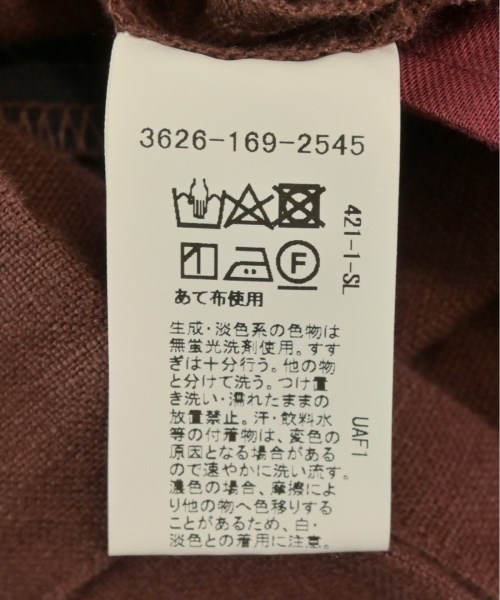 3626-169-2545
F
あて布使用
421-1-SL
生成・淡色系の色物は
無蛍光洗剤使用。すす
ぎは十分行う。他の物
と分けて洗う。つけ置
き洗い・濡れたままの
放置禁止。汗・飲料水
等の付着物は、変色の
原因となる場合がある
ので速やかに洗い流す。
濃色の場合、摩擦によ
り他の物へ色移りする
ことがあるため、白・
淡色との着用に注意。
UAF1